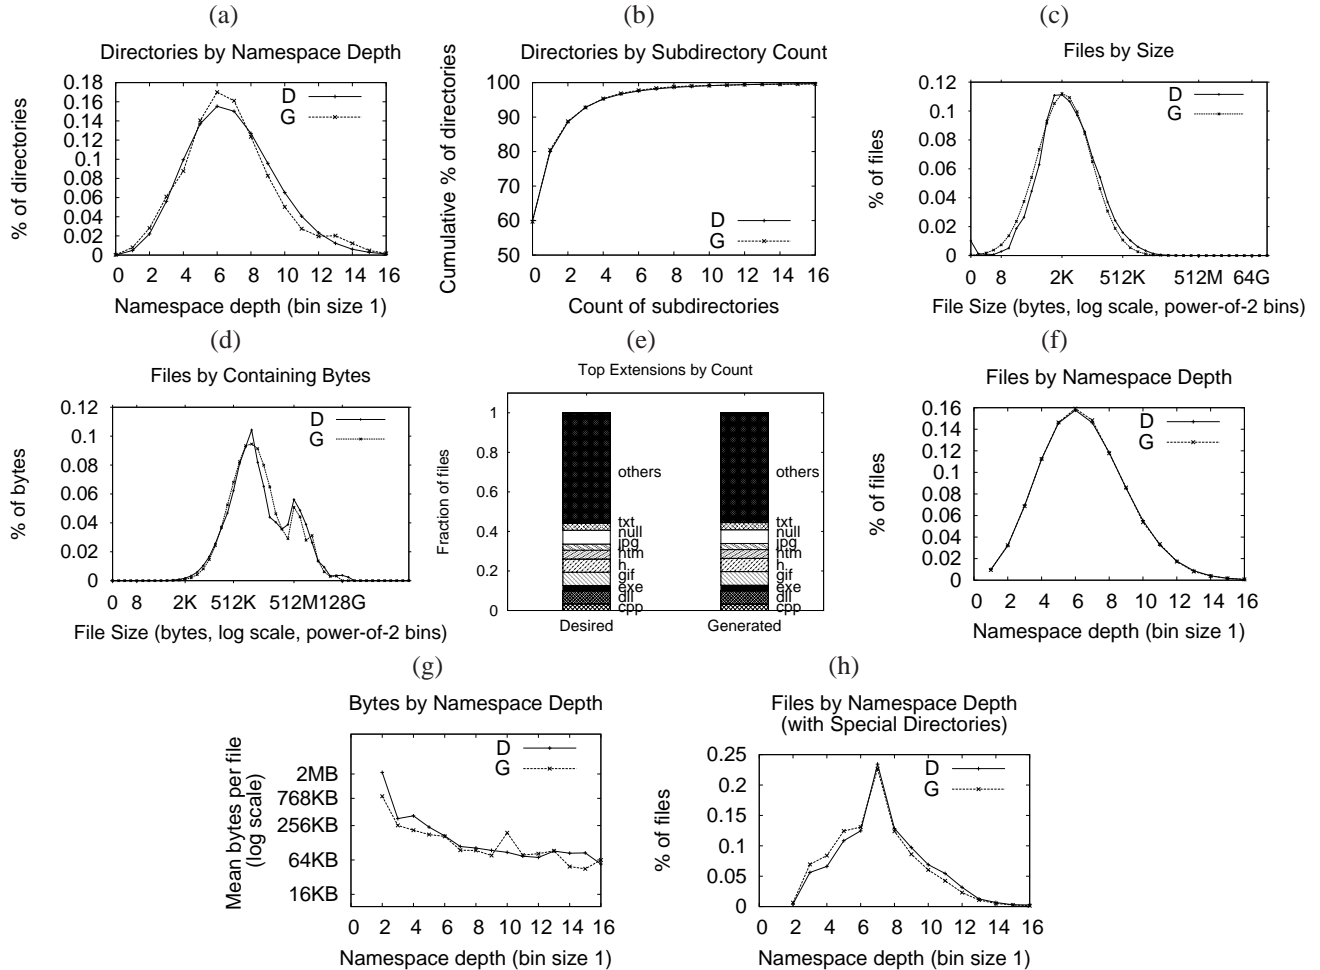 (a)
Directories by Namespace Depth
% of directories
0.18
0.16
0.14
0.12
0.1
0.08
0.06
0.04
0.02
0
D
G
0 2 4 6 8 10 12 14 16
Namespace depth (bin size 1)
(b)
Directories by Subdirectory Count
Cumulative % of directories
100
90
80
70
60
50
D
G
0 2 4 6 8 10 12 14 16
Count of subdirectories
(c)
Files by Size
% of files
0.12
0.1
0.08
0.06
0.04
0.02
0
D
G
0 8 2K 512K 512M 64G
File Size (bytes, log scale, power-of-2 bins)
(d)
Files by Containing Bytes
% of bytes
0.12
0.1
0.08
0.06
0.04
0.02
0
D
G
0 8 2K 512K 512M 128G
File Size (bytes, log scale, power-of-2 bins)
(e)
Top Extensions by Count
Fraction of files
1
0.8
0.6
0.4
0.2
0
others
txt
null
jpg
htm
h
gif
exe
dll
cpp
others
txt
null
jpg
htm
h
gif
exe
dll
cpp
Desired Generated
(f)
Files by Namespace Depth
% of files
0.16
0.14
0.12
0.1
0.08
0.06
0.04
0.02
0
D
G
0 2 4 6 8 10 12 14 16
Namespace depth (bin size 1)
(g)
Bytes by Namespace Depth
Mean bytes per file
(log scale)
2MB
768KB
256KB
64KB
16KB
D
G
0 2 4 6 8 10 12 14 16
Namespace depth (bin size 1)
(h)
Files by Namespace Depth
(with Special Directories)
% of files
0.25
0.2
0.15
0.1
0.05
0
D
G
0 2 4 6 8 10 12 14 16
Namespace depth (bin size 1)